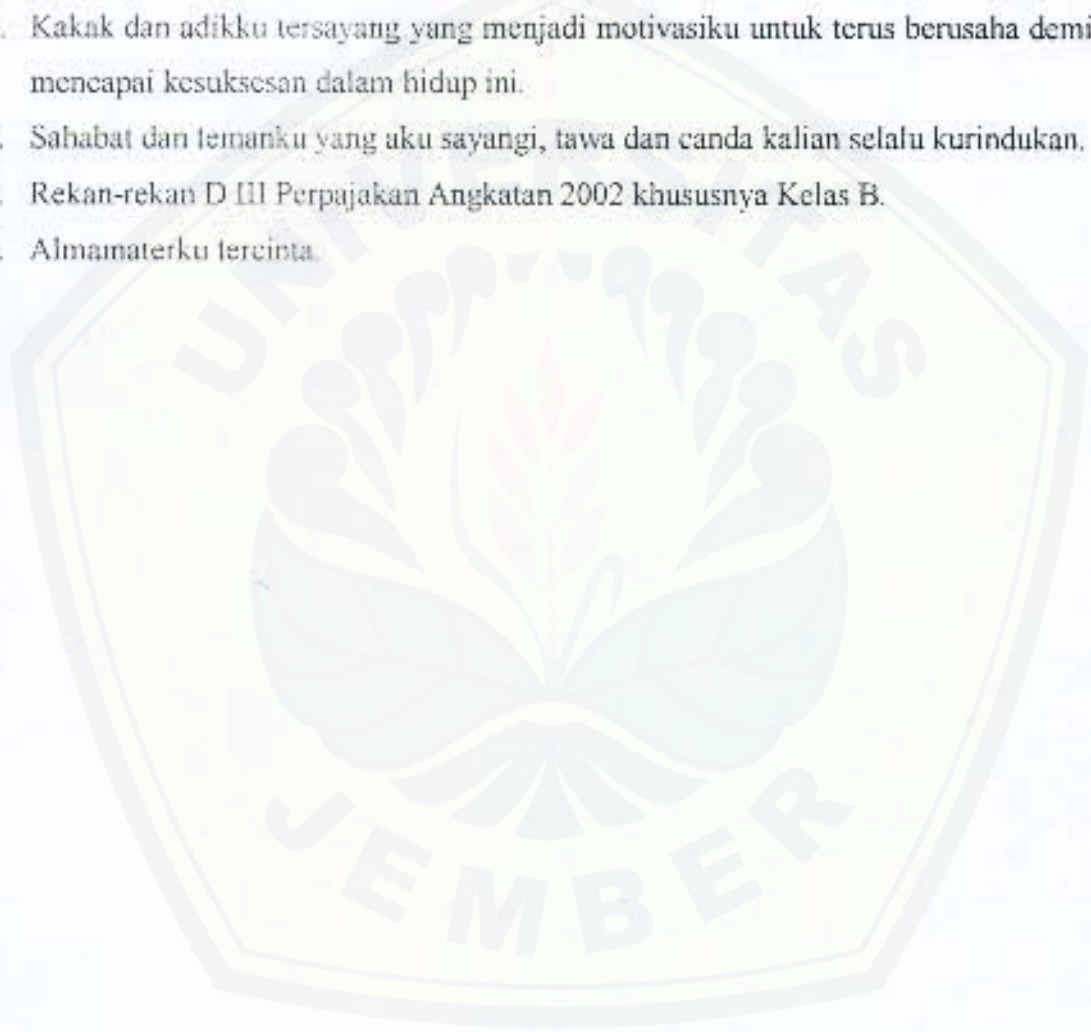 . Kakak dan adikku tersayang yang menjadi motivasiku untuk terus berusaha demi
mencapai kesuksesan dalam hidup ini.
. Sahabat dan temanku yang aku sayangi, tawa dan canda kalian selalu kurindukan.
. Rekan-rekan D III Perpajakan Angkatan 2002 khususnya Kelas B.
. Almamaterku tercinta.
UNIVERSITAS
JEMBER